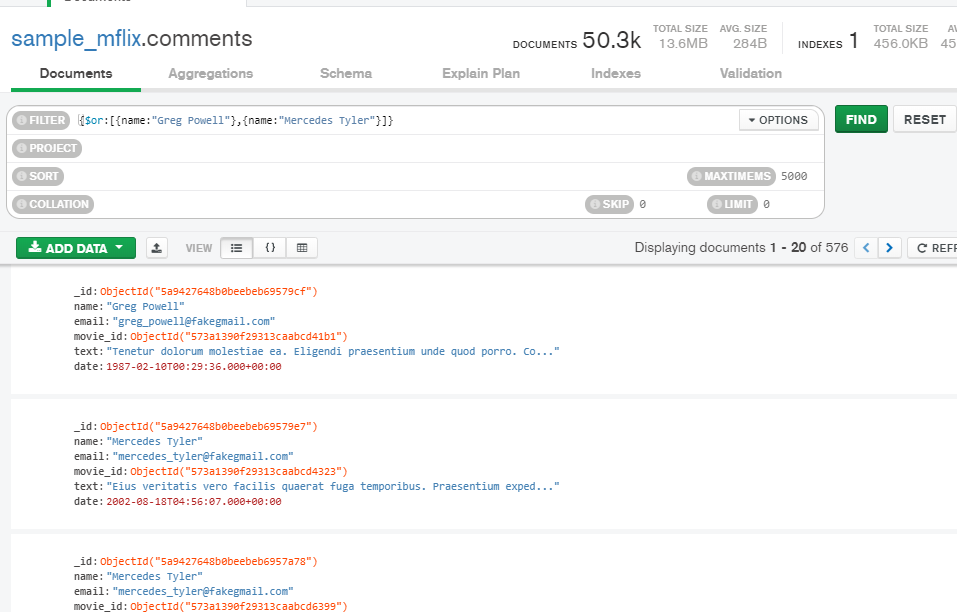 sample_mflix.comments
DOCUMENTS 50.3k TOTAL SIZE 13.6MB AVG. SIZE 284B INDEXES 1 TOTAL SIZE 456.0KB
Documents Aggregations Schema Explain Plan Indexes Validation
FILTER {$or:[{name:"Greg Powell"},{name:"Mercedes Tyler"}]} OPTIONS FIND RESET
PROJECT
SORT MAXTIMEMS 5000
COLLATION SKIP 0 LIMIT 0
ADD DATA VIEW {} Displaying documents 1 - 20 of 576 REFR
_id:ObjectId("5a9427648b0beebeb69579cf")
name:"Greg Powell"
email:"greg_powell@fakegmail.com"
movie_id:ObjectId("573a1390f29313caabcd41b1")
text:"Tenetur dolorum molestiae ea. Eligendi praesentium unde quod porro. Co..."
date:1987-02-10T00:29:36.000+00:00
_id:ObjectId("5a9427648b0beebeb69579e7")
name:"Mercedes Tyler"
email:"mercedes_tyler@fakegmail.com"
movie_id:ObjectId("573a1390f29313caabcd4323")
text:"Eius veritatis vero facilis quaerat fuga temporibus. Praesentium exped..."
date:2002-08-18T04:56:07.000+00:00
_id:ObjectId("5a9427648b0beebeb6957a78")
name:"Mercedes Tyler"
email:"mercedes_tyler@fakegmail.com"
movie_id:ObjectId("573a1390f29313caabcd6399")